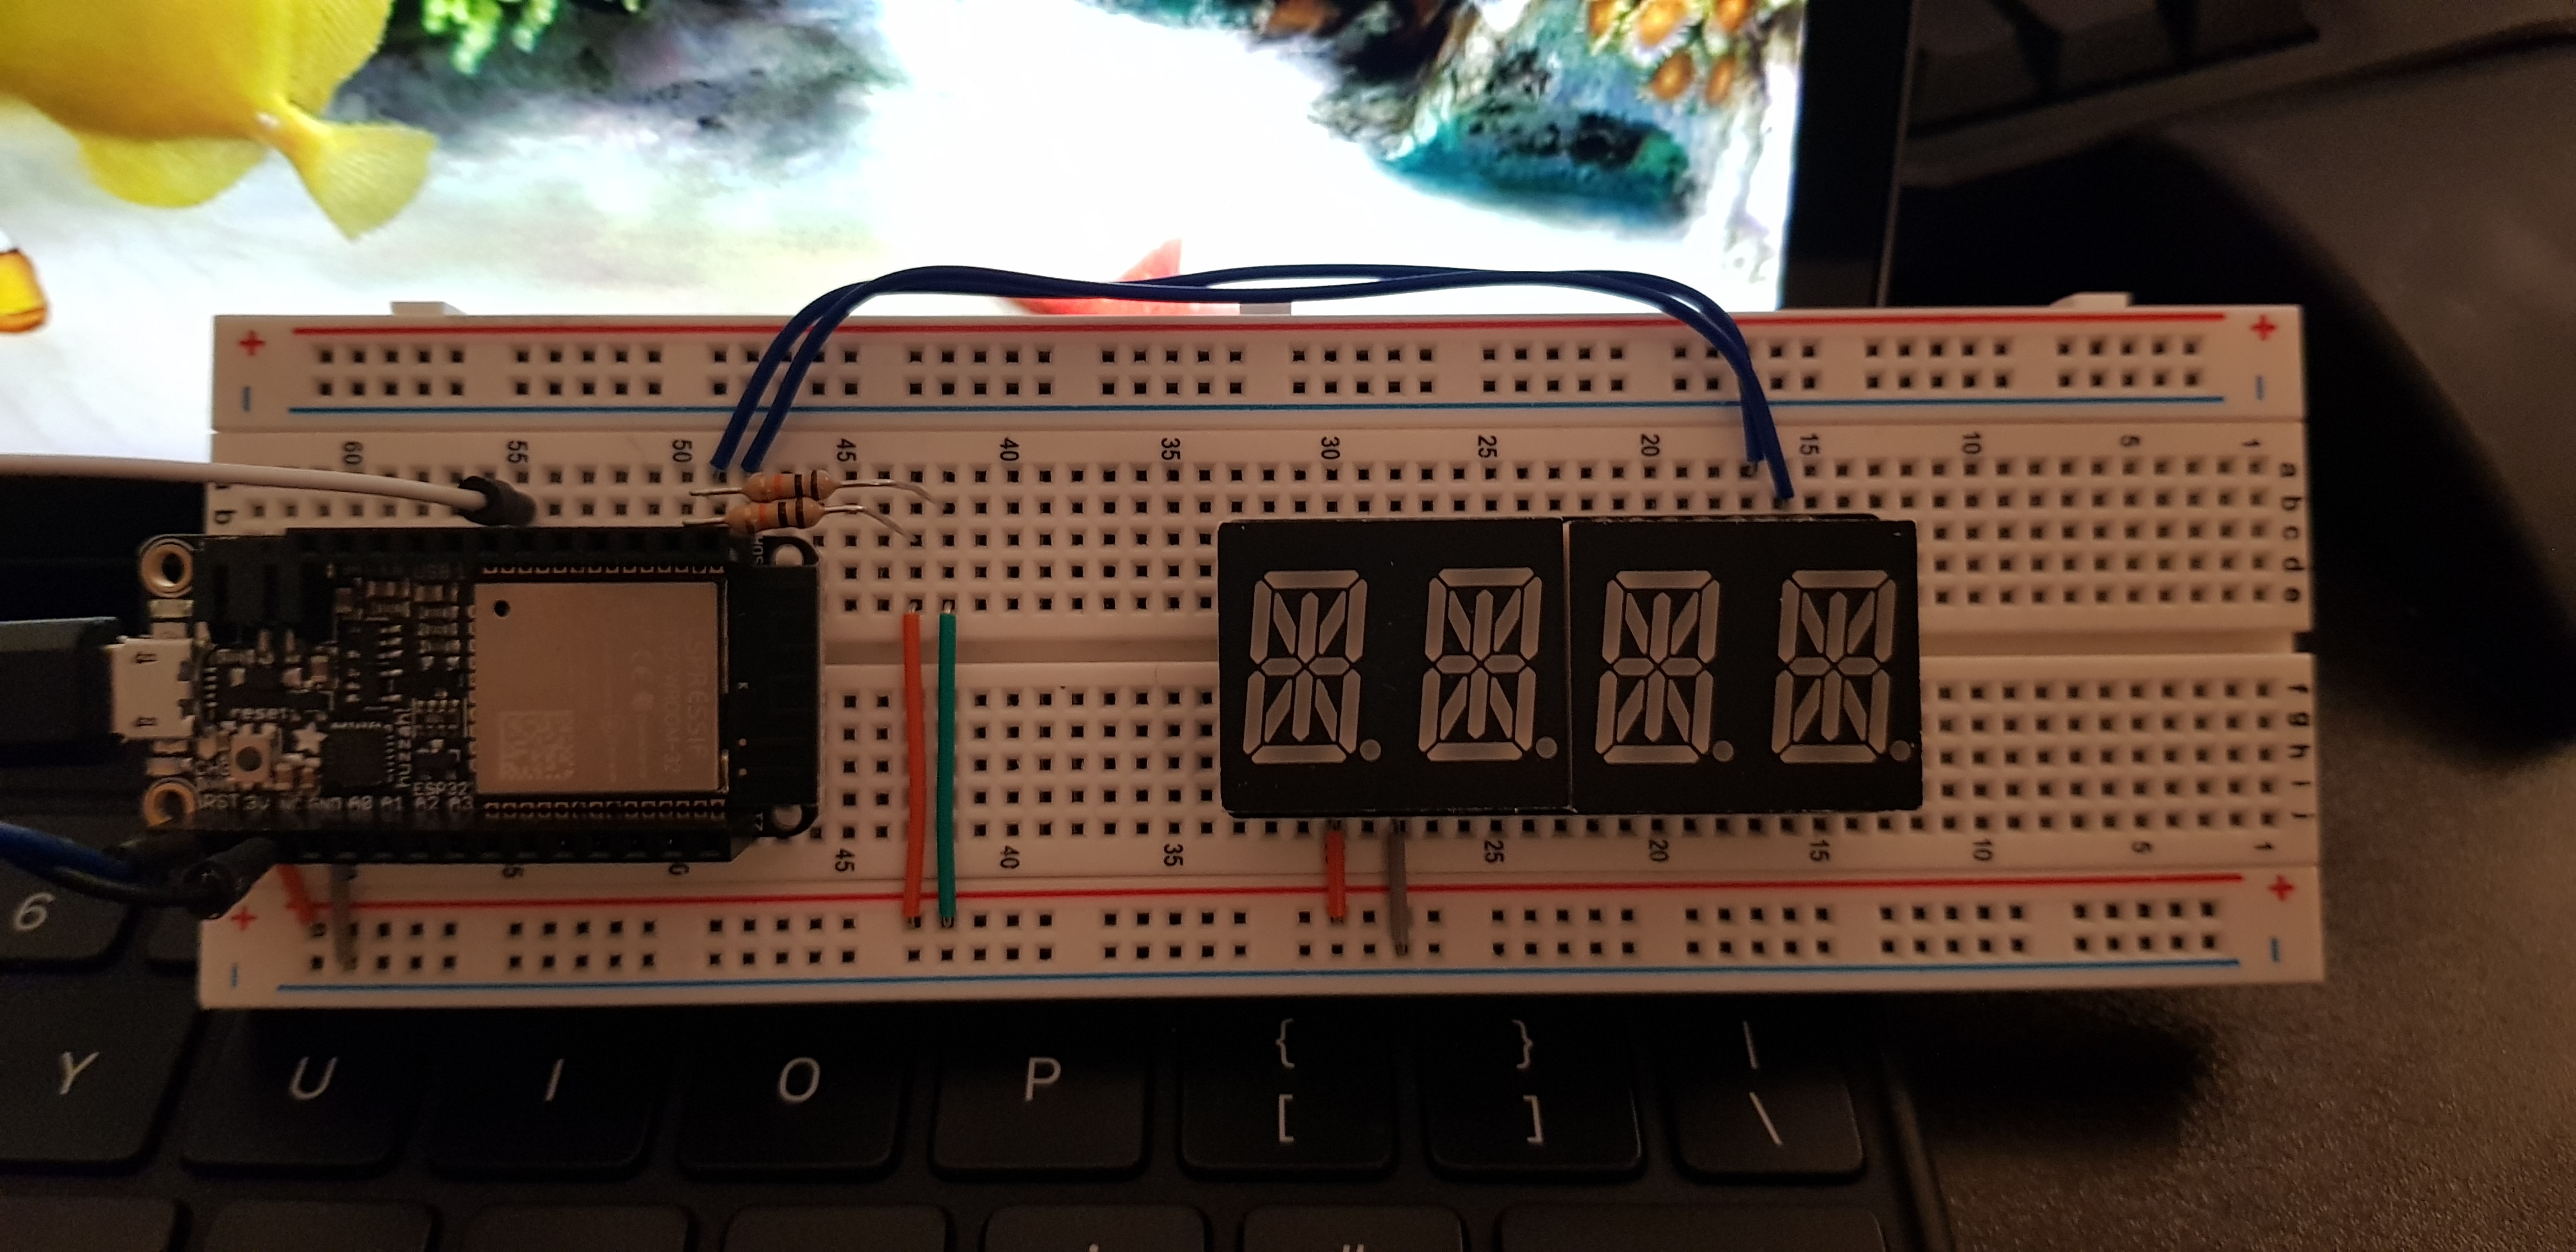 + +
- -
60 55 50 45 40 35 30 25 20 15 10 5 1
a
b b
c
d
e
ESP32
reset
RST 3V NC GND A0 A1 A2 A3
f
g
h
i
j
45 40 35 25 20 15 10 5 1
+ +
- -
6
Y U I O P { [ } ] | \